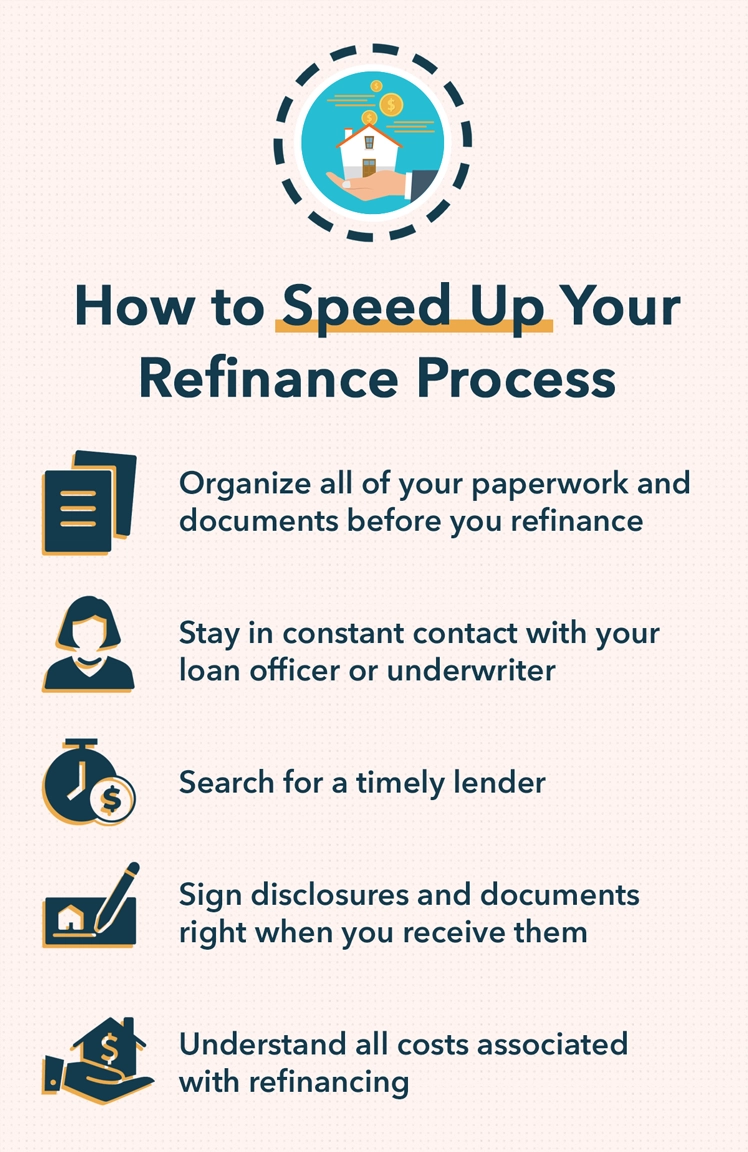 How to Speed Up Your
Refinance Process
Organize all of your paperwork and
documents before you refinance
Stay in constant contact with your
loan officer or underwriter
Search for a timely lender
Sign disclosures and documents
right when you receive them
Understand all costs associated
with refinancing